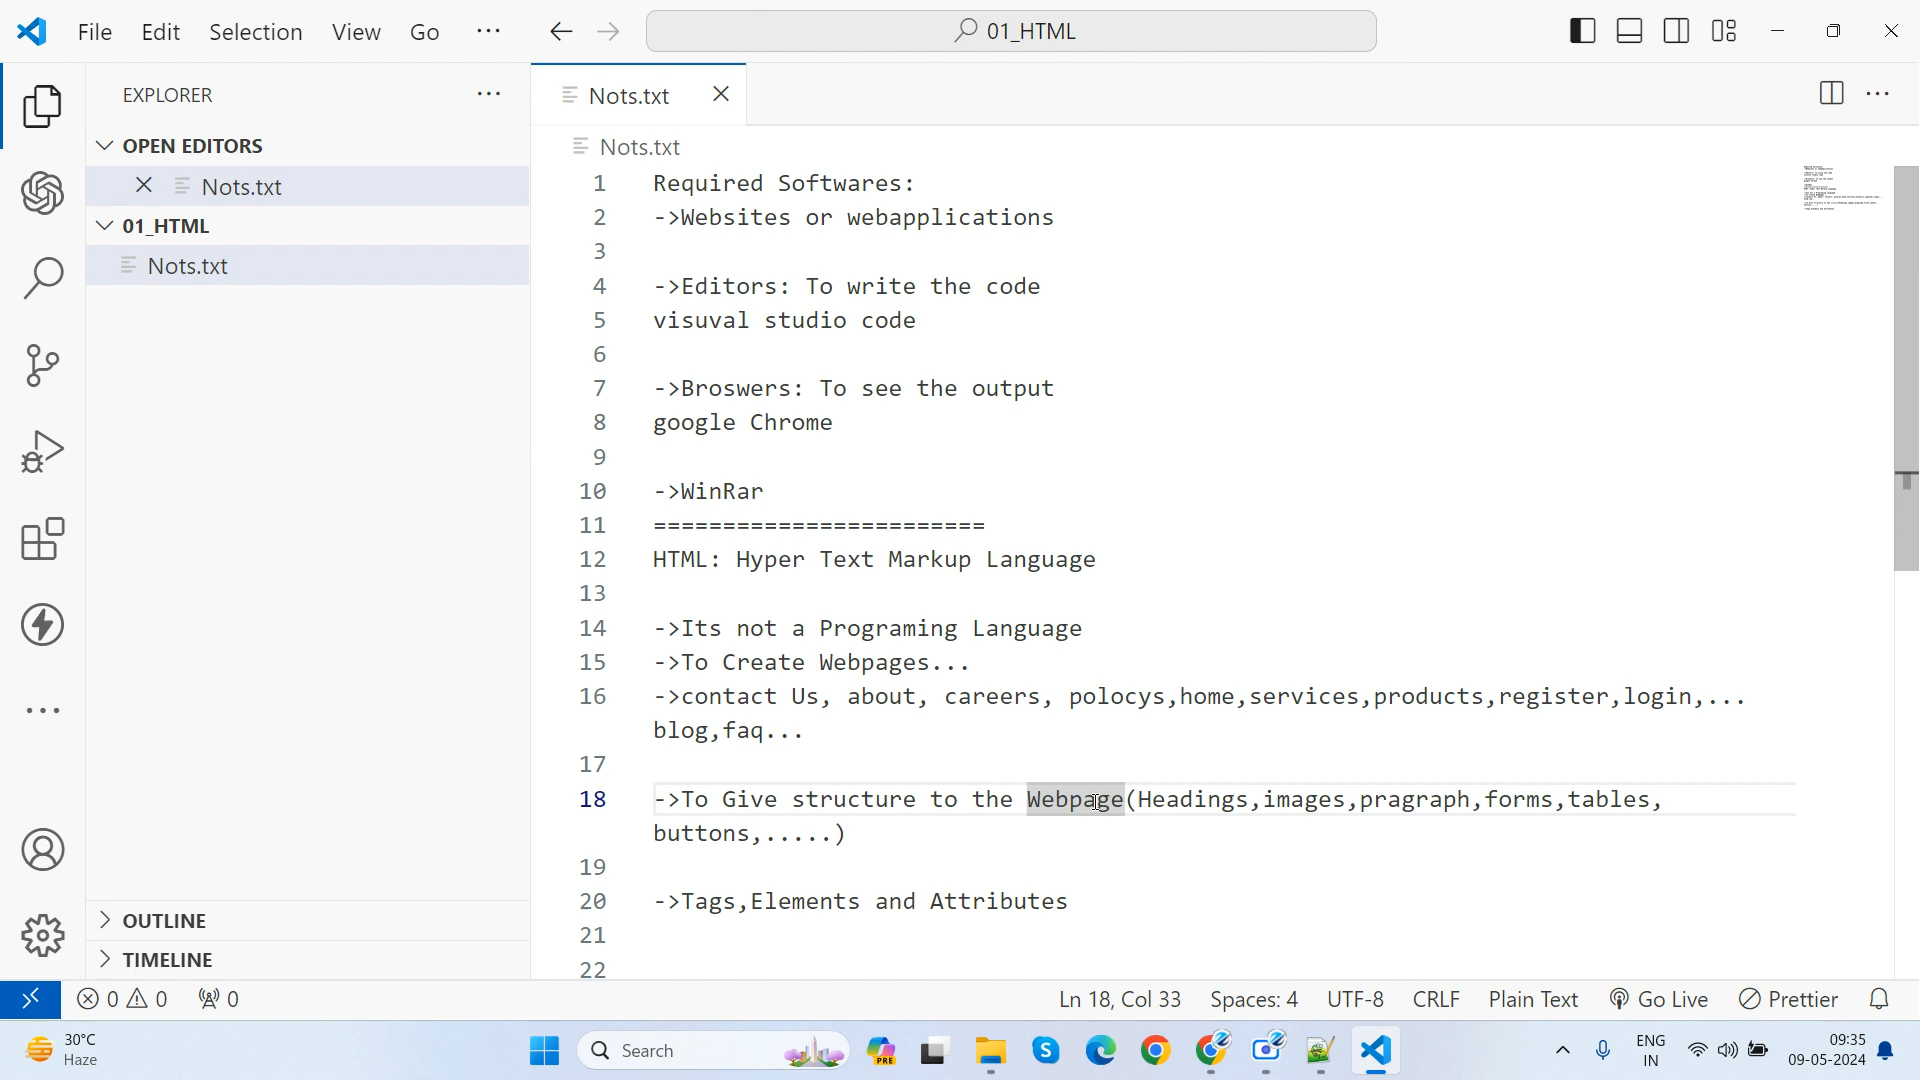 File Edit Selection View Go ··· 01_HTML
EXPLORER ···
OPEN EDITORS
Nots.txt
01_HTML
Nots.txt
OUTLINE
TIMELINE
Nots.txt
Nots.txt
1 Required Softwares:
2 ->Websites or webapplications
3
4 ->Editors: To write the code
5 visuval studio code
6
7 ->Broswers: To see the output
8 google Chrome
9
10 ->WinRar
11 ========================
12 HTML: Hyper Text Markup Language
13
14 ->Its not a Programing Language
15 ->To Create Webpages...
16 ->contact Us, about, careers, polocys,home,services,products,register,login,...
blog,faq...
17
18 ->To Give structure to the Webpage(Headings,images,pragraph,forms,tables,
buttons,.....)
19
20 ->Tags,Elements and Attributes
21
22
0 0 0 Ln 18, Col 33 Spaces: 4 UTF-8 CRLF Plain Text Go Live Prettier
30°C
Haze
Search
PRE
ENG
IN
09:35
09-05-2024